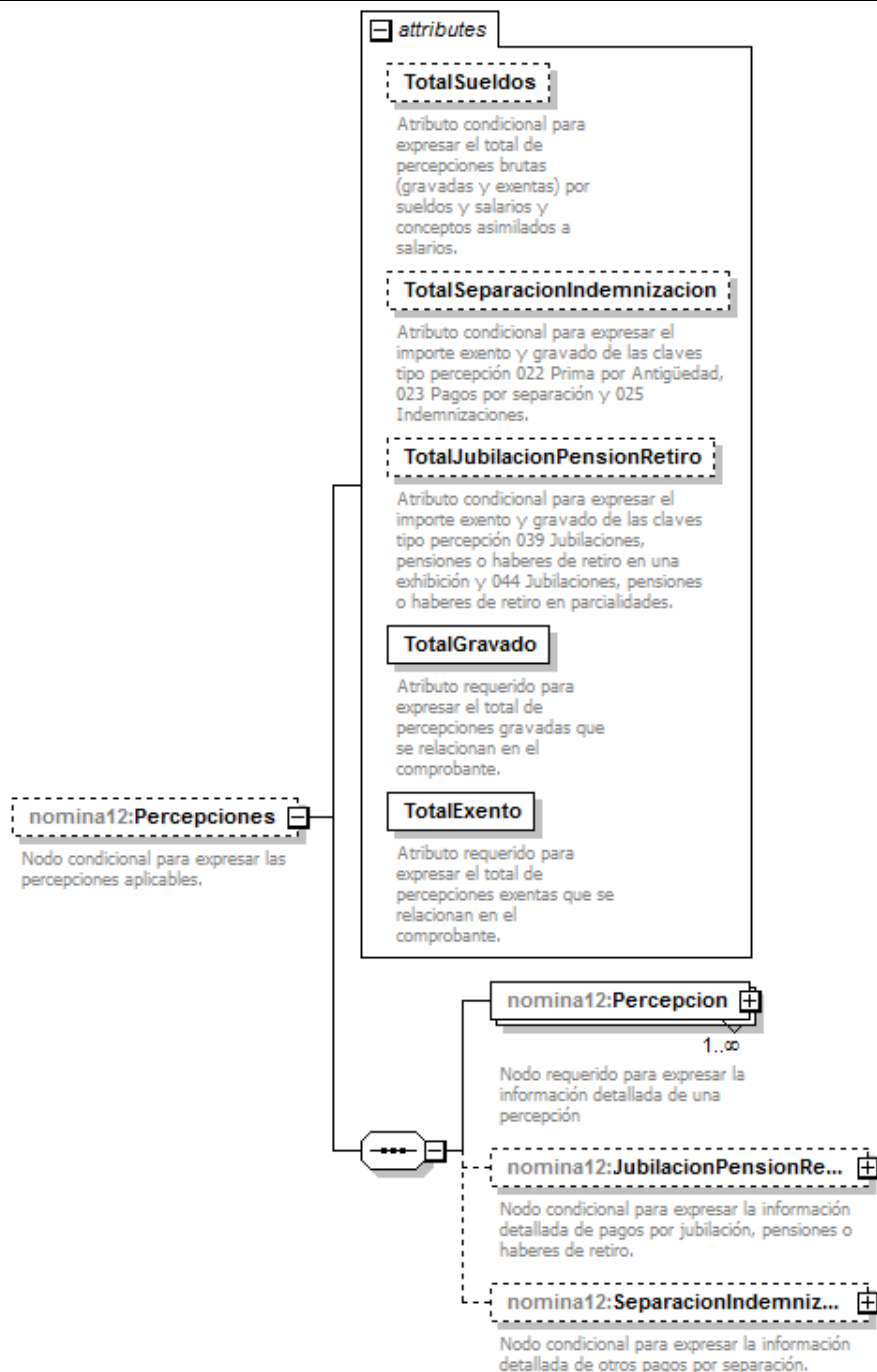 attributes
TotalSueldos
Atributo condicional para
expresar el total de
percepciones brutas
(gravadas y exentas) por
sueldos y salarios y
conceptos asimilados a
salarios.
TotalSeparacionIndemnizacion
Atributo condicional para expresar el
importe exento y gravado de las claves
tipo percepción 022 Prima por Antigüedad,
023 Pagos por separación y 025
Indemnizaciones.
TotalJubilacionPensionRetiro
Atributo condicional para expresar el
importe exento y gravado de las claves
tipo percepción 039 Jubilaciones,
pensiones o haberes de retiro en una
exhibición y 044 Jubilaciones, pensiones
o haberes de retiro en parcialidades.
TotalGravado
Atributo requerido para
expresar el total de
percepciones gravadas que
se relacionan en el
comprobante.
TotalExento
Atributo requerido para
expresar el total de
percepciones exentas que se
relacionan en el
comprobante.
nomina12:Percepciones
Nodo condicional para expresar las
percepciones aplicables.
nomina12:Percepcion
1..∞
Nodo requerido para expresar la
información detallada de una
percepción
nomina12:JubilacionPensionRe...
Nodo condicional para expresar la información
detallada de pagos por jubilación, pensiones o
haberes de retiro.
nomina12:SeparacionIndemniz...
Nodo condicional para expresar la información
detallada de otros pagos por separación.